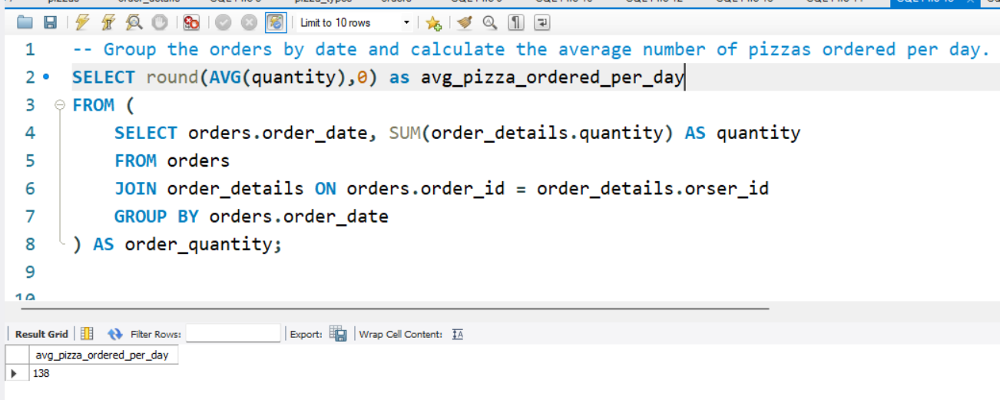 Limit to 10 rows
1 -- Group the orders by date and calculate the average number of pizzas ordered per day.
2 SELECT round(AVG(quantity),0) as avg_pizza_ordered_per_day
3 FROM (
4 SELECT orders.order_date, SUM(order_details.quantity) AS quantity
5 FROM orders
6 JOIN order_details ON orders.order_id = order_details.orser_id
7 GROUP BY orders.order_date
8 ) AS order_quantity;
9
10
Result Grid Filter Rows: Export: Wrap Cell Content:
avg_pizza_ordered_per_day
138